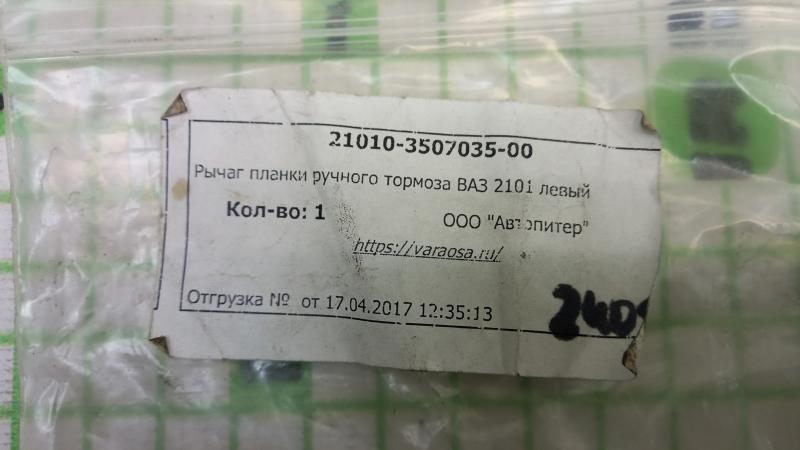 21010-3507035-00
Рычаг планки ручного тормоза ВАЗ 2101 левый
Кол-во: 1 ООО "Автопитер"
https://varaosa.ru/
Отгрузка № от 17.04.2017 12:35:13